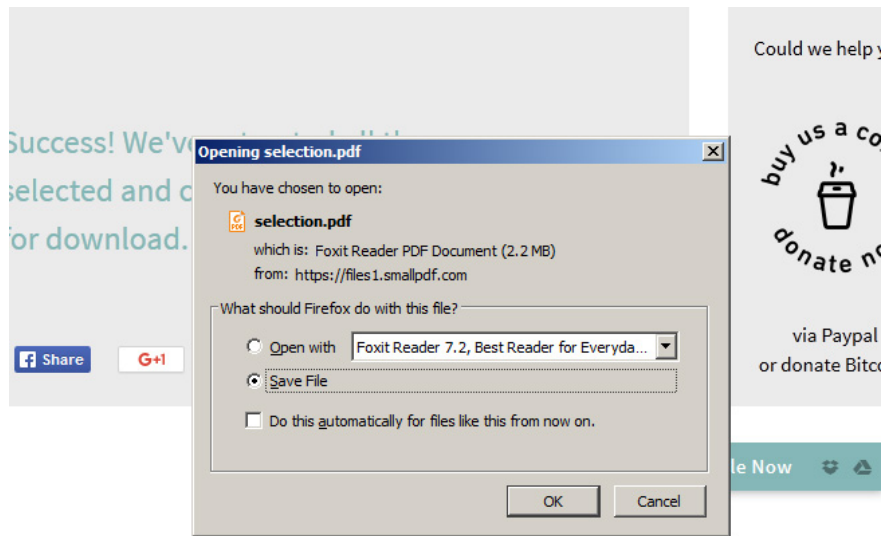 Could we help y
Success! We've
selected and c
for download.
Share
G+1
Opening selection.pdf
You have chosen to open:
selection.pdf
which is: Foxit Reader PDF Document (2.2 MB)
from: https://files1.smallpdf.com
What should Firefox do with this file?
Open with
Foxit Reader 7.2, Best Reader for Everyda...
Save File
Do this automatically for files like this from now on.
OK
Cancel
buy us a co
donate no
via Paypal
or donate Bitco
le Now